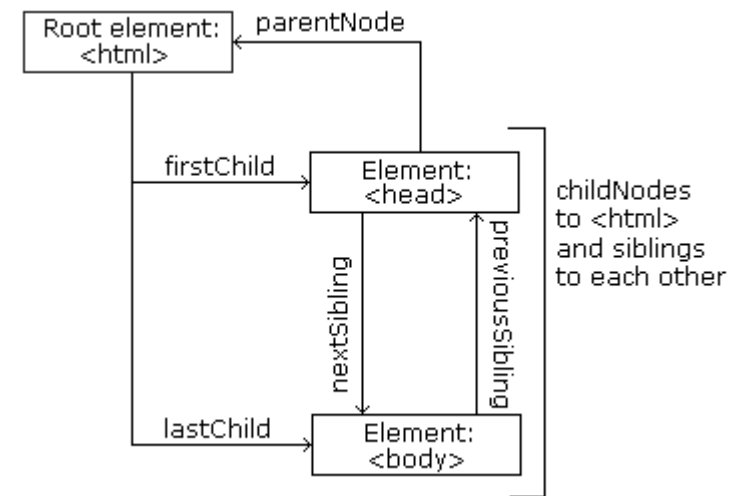 Root element:
<html>
parentNode
firstChild
Element:
<head>
childNodes
to <html>
and siblings
to each other
nextSibling
previousSibling
lastChild
Element:
<body>